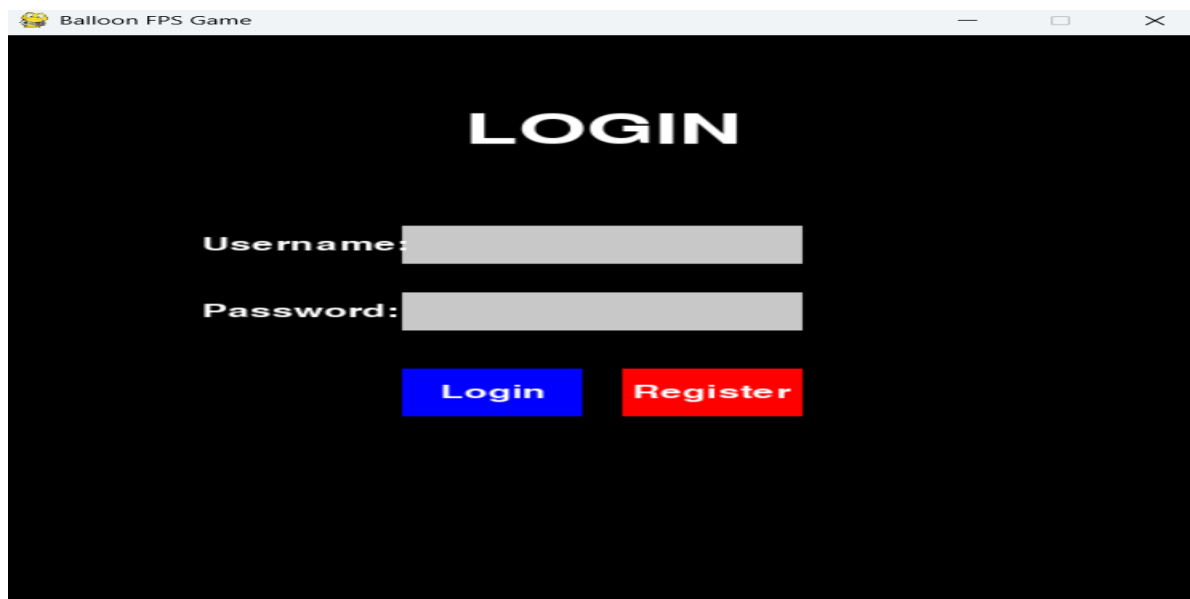 Balloon FPS Game
LOGIN
Username:
Password:
Login Register